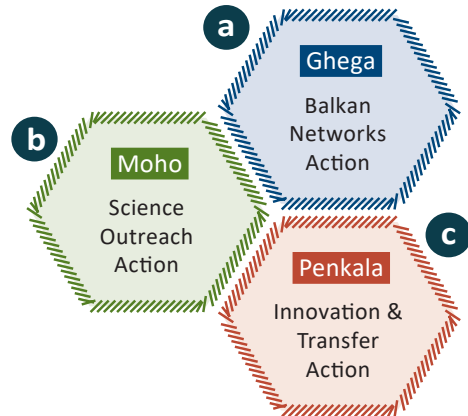 a
Ghega
Balkan
Networks
Action
b
Moho
Science
Outreach
Action
c
Penkala
Innovation &
Transfer
Action